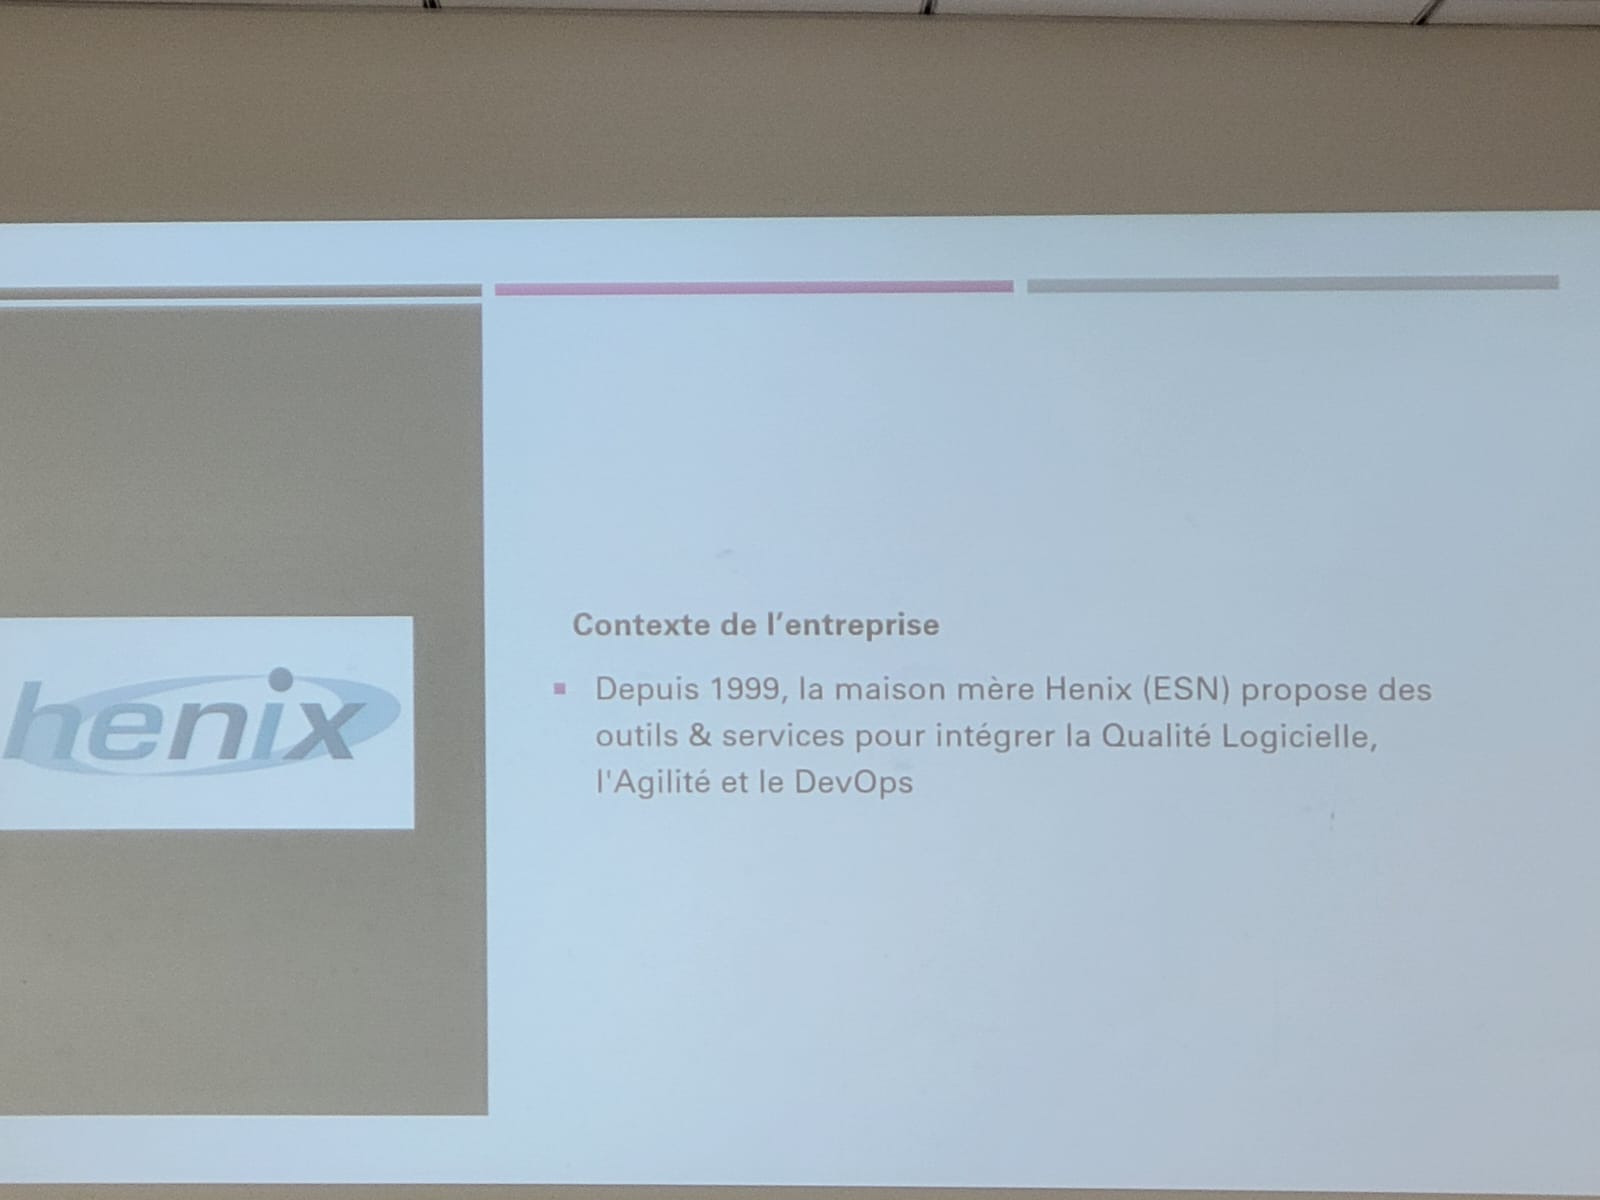 henix
Contexte de l’entreprise
Depuis 1999, la maison mère Henix (ESN) propose des
outils & services pour intégrer la Qualité Logicielle,
l'Agilité et le DevOps